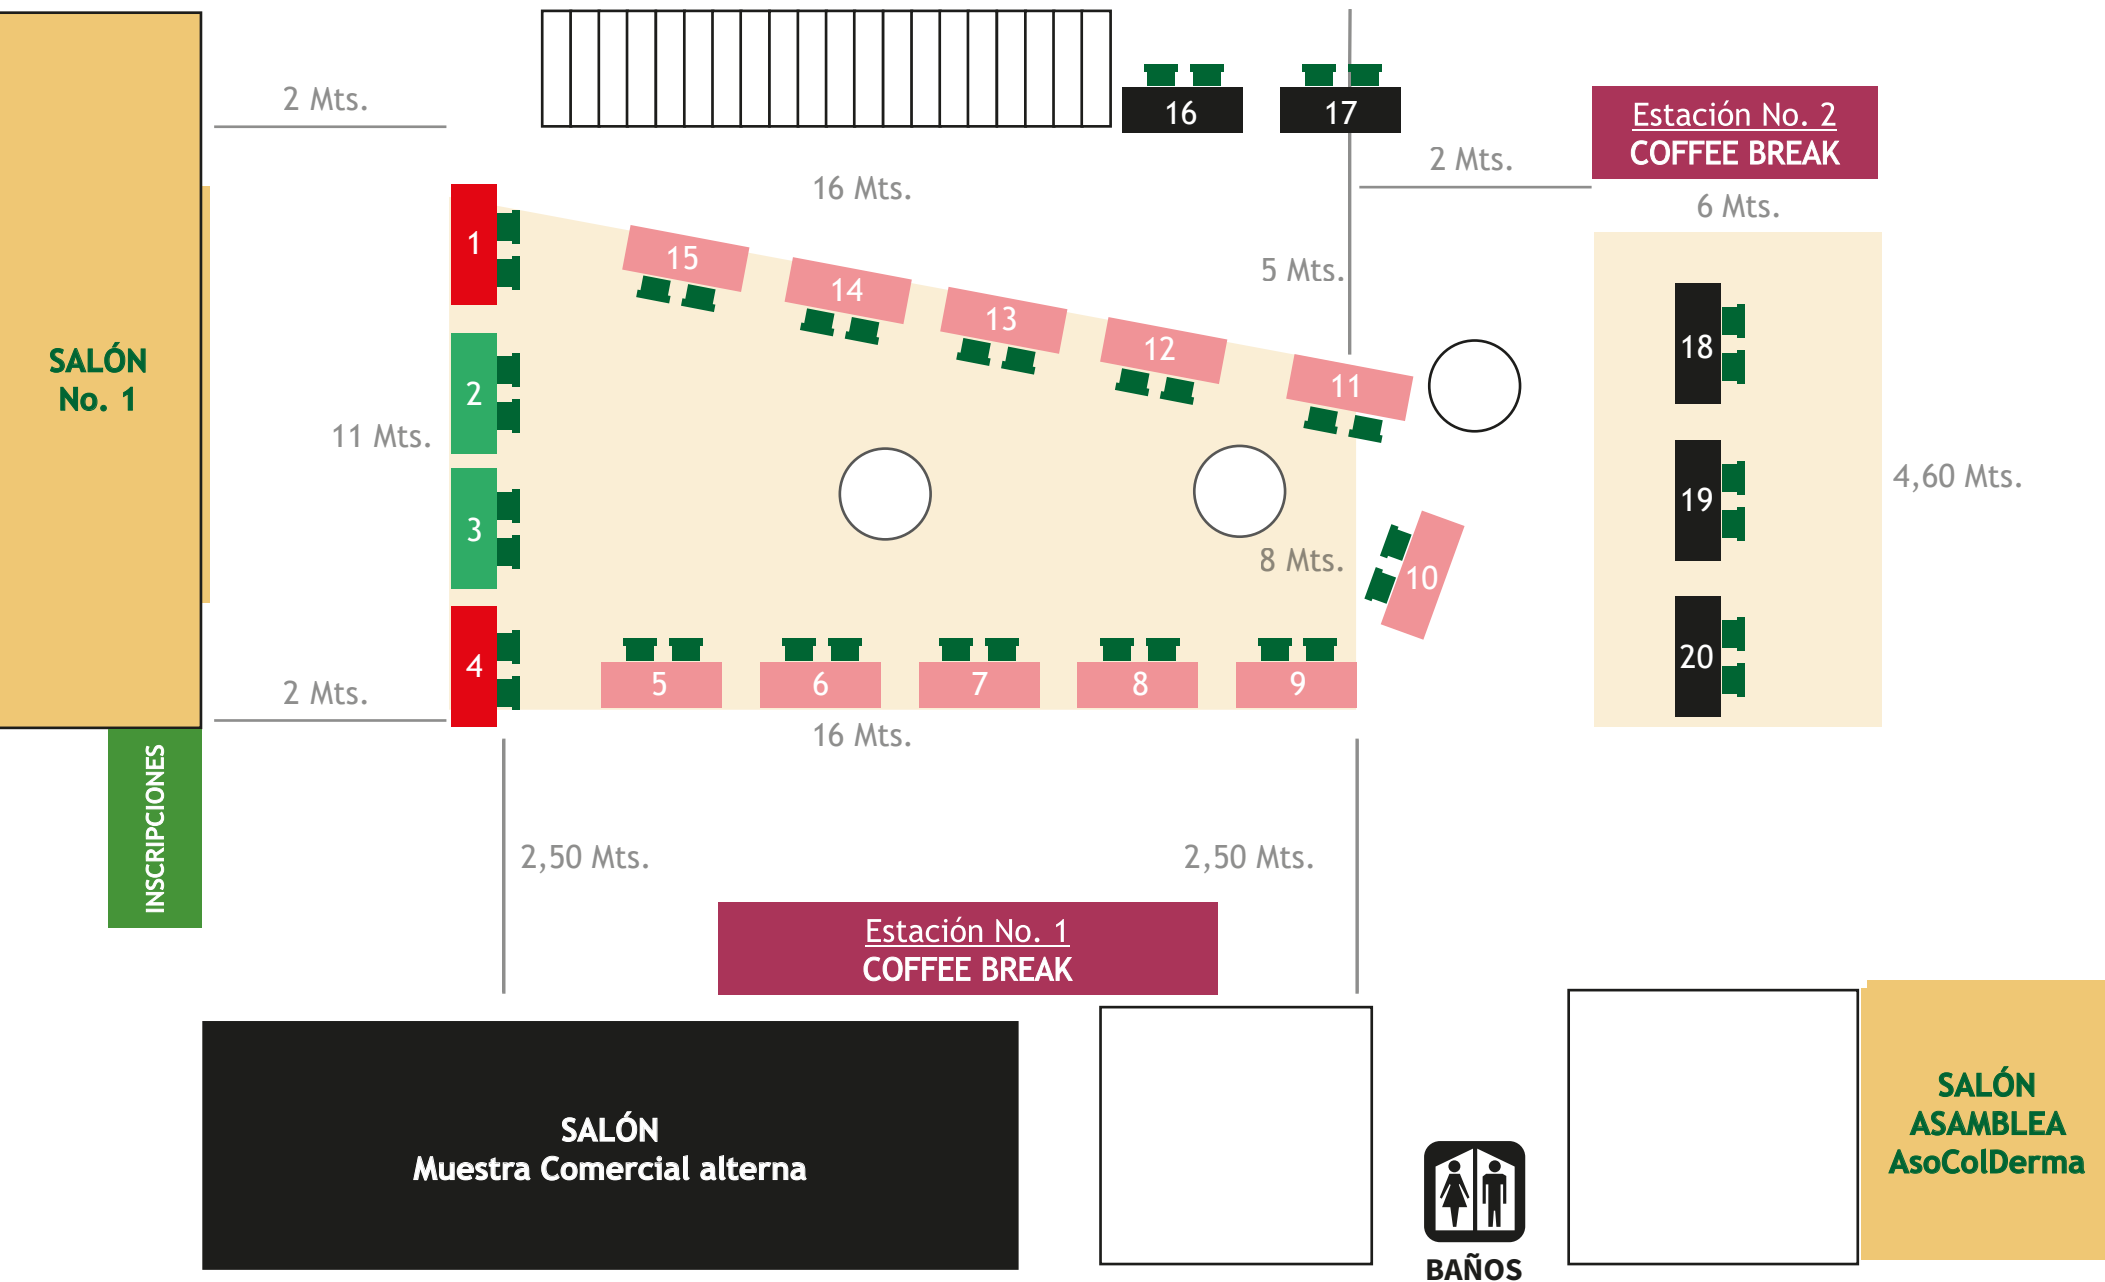 2 Mts.
16
17
Estación No. 2
COFFEE BREAK
2 Mts.
16 Mts.
6 Mts.
1
15
14
13
12
11
5 Mts.
18
SALÓN
No. 1
2
11 Mts.
19
4,60 Mts.
3
8 Mts.
10
20
4
5
6
7
8
9
2 Mts.
16 Mts.
INSCRIPCIONES
2,50 Mts.
2,50 Mts.
Estación No. 1
COFFEE BREAK
SALÓN
Muestra Comercial alterna
SALÓN
ASAMBLEA
AsoColDerma
BAÑOS